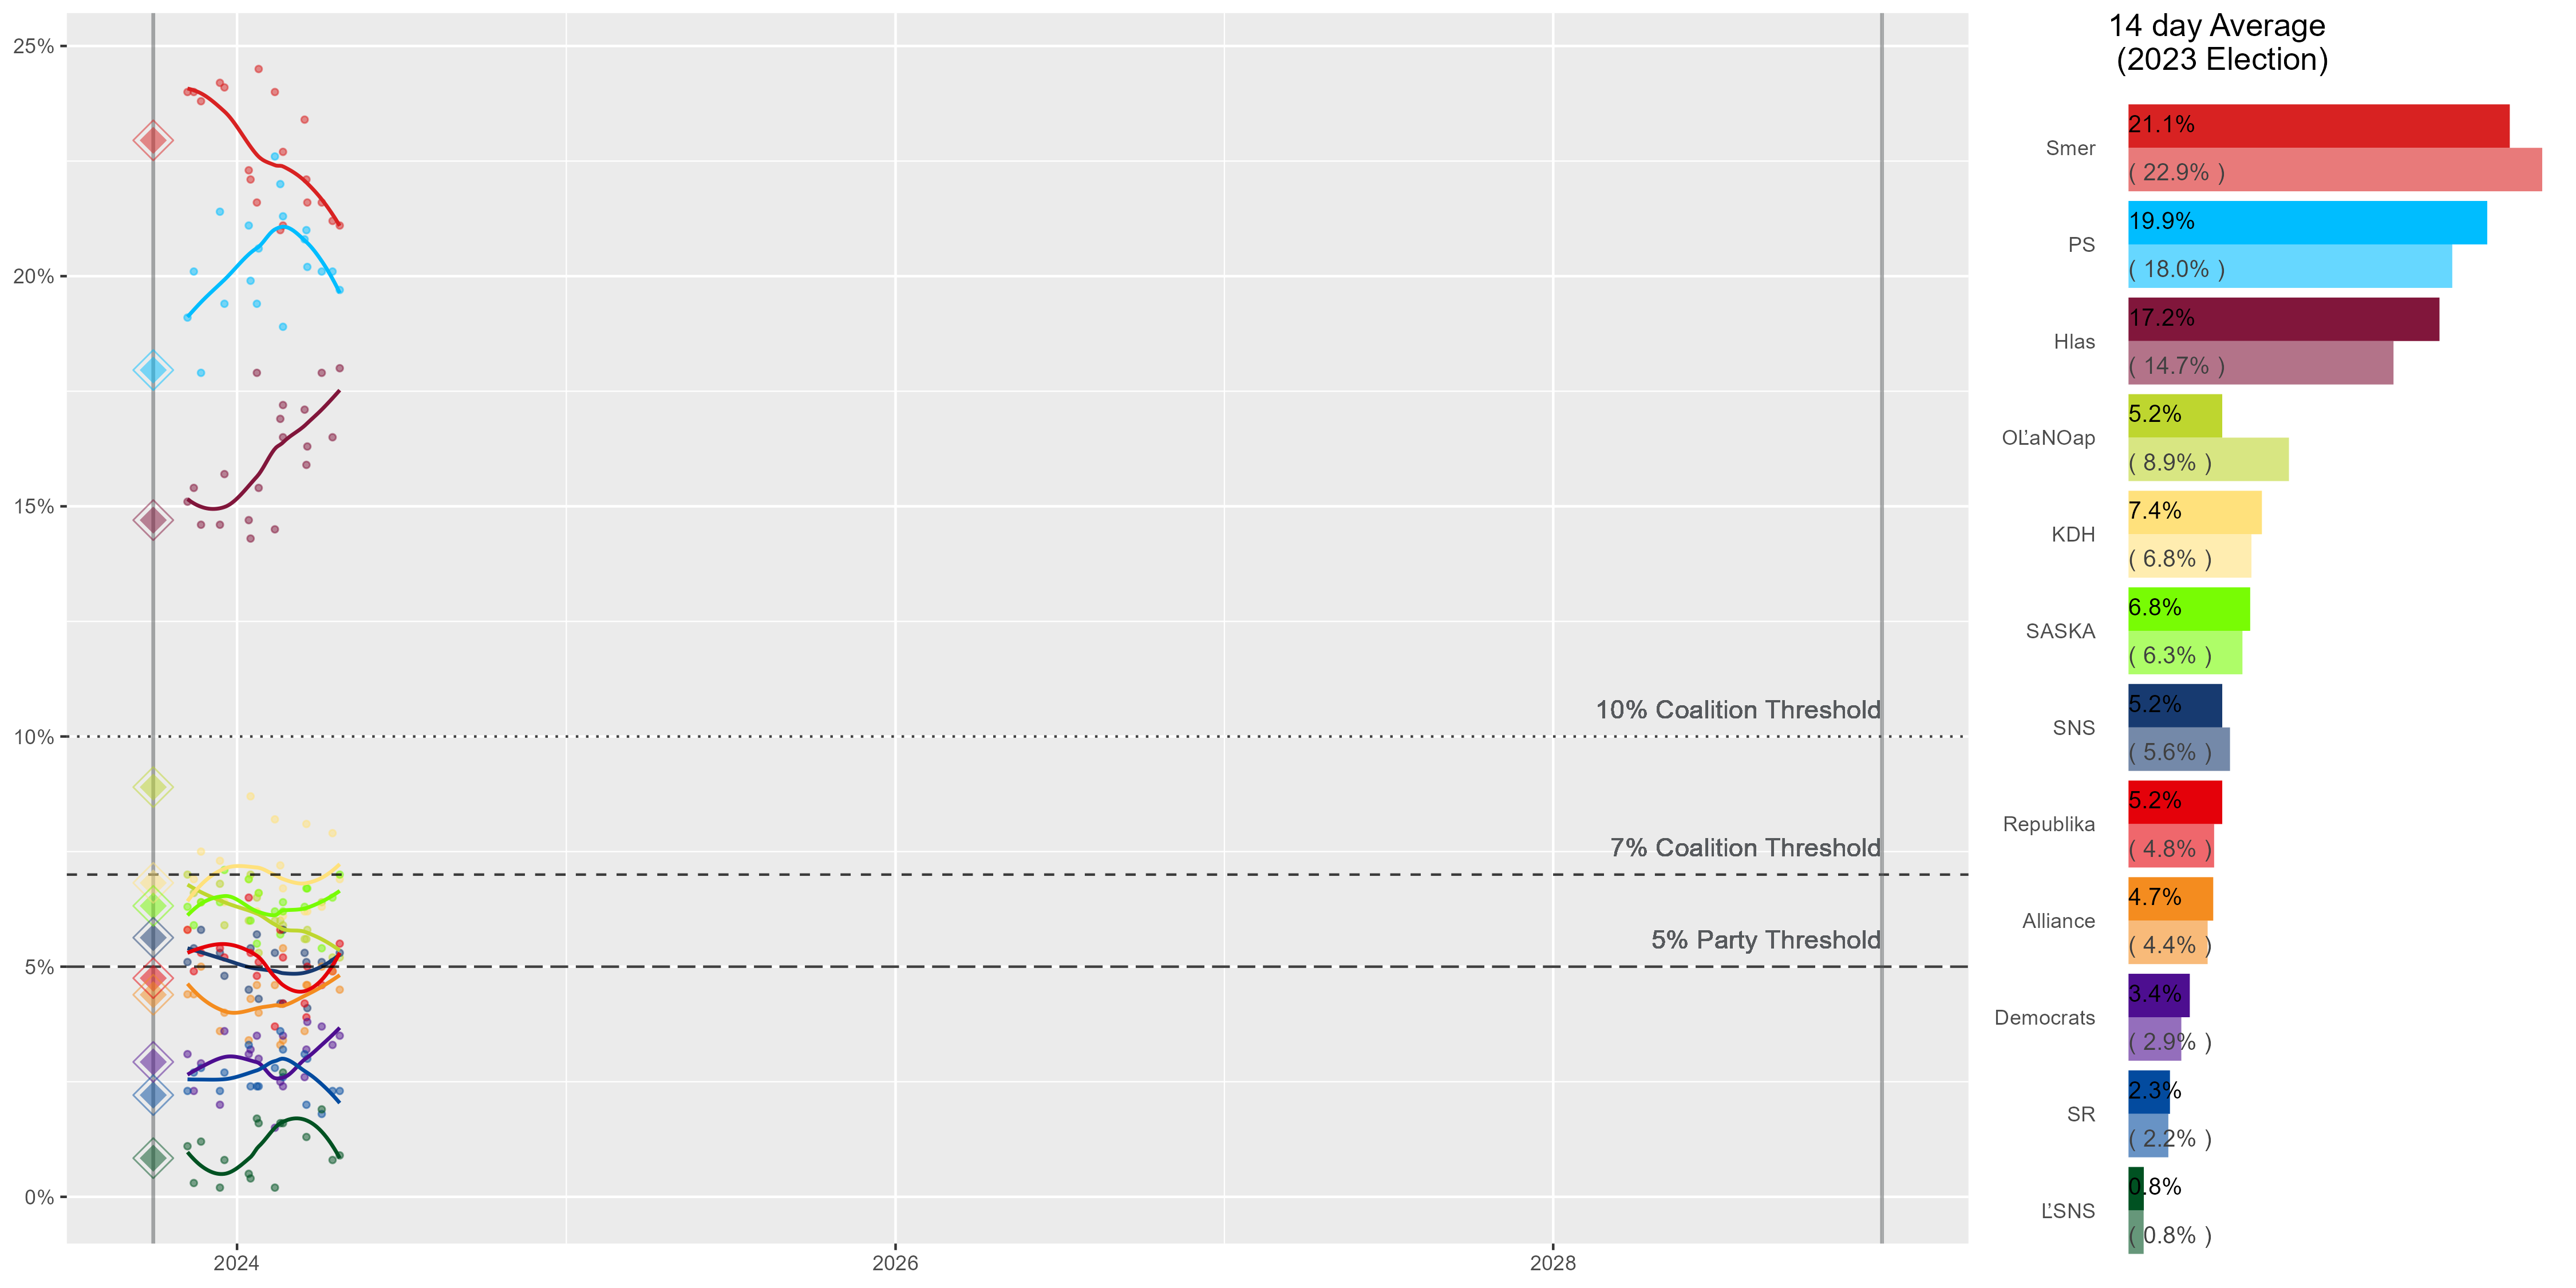 25%
20%
15%
10%
5%
0%
2024
2026
2028
10% Coalition Threshold
7% Coalition Threshold
5% Party Threshold
14 day Average
(2023 Election)
Smer
21.1%
( 22.9% )
PS
19.9%
( 18.0% )
Hlas
17.2%
( 14.7% )
OĽaNOap
5.2%
( 8.9% )
KDH
7.4%
( 6.8% )
SASKA
6.8%
( 6.3% )
SNS
5.2%
( 5.6% )
Republika
5.2%
( 4.8% )
Alliance
4.7%
( 4.4% )
Democrats
3.4%
( 2.9% )
SR
2.3%
( 2.2% )
ĽSNS
0.8%
( 0.8% )